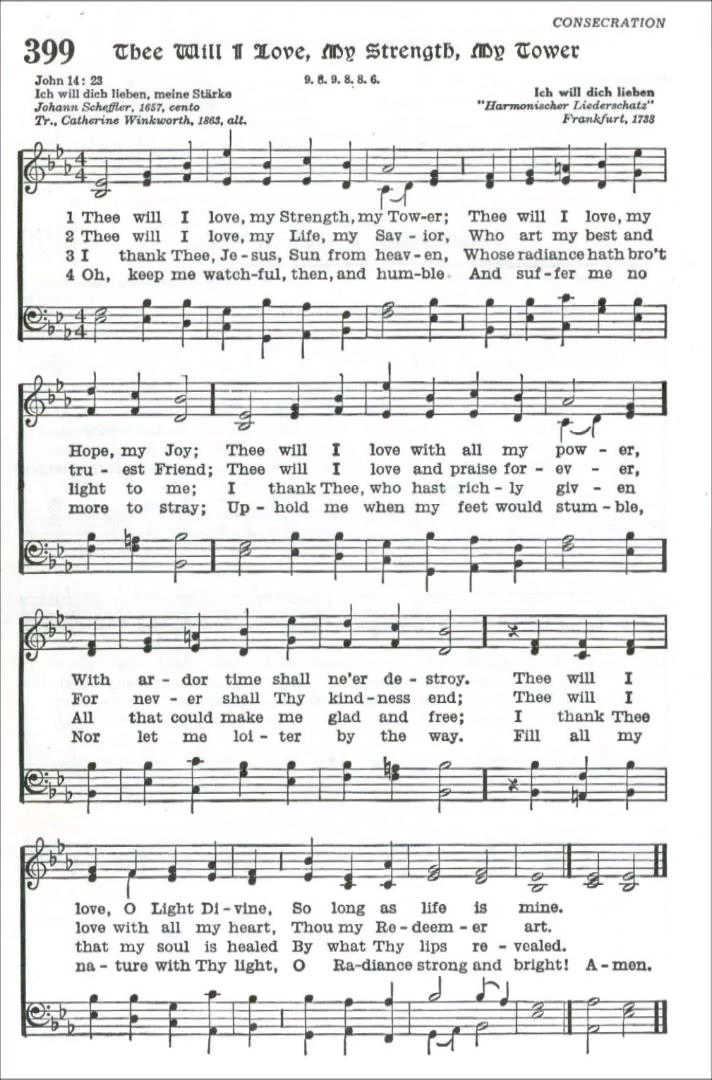 CONSECRATION
399 Thee Will I Love, My Strength, My Tower
John 14: 23
9. 8. 9. 8. 8. 6.
Ich will dich lieben, meine Stärke
Ich will dich lieben
Johann Scheffler, 1657, cento
"Harmonischer Liederschatz"
Tr., Catherine Winkworth, 1863, alt.
Frankfurt, 1738
1 Thee will I love, my Strength, my Tow-er; Thee will I love, my
2 Thee will I love, my Life, my Sav - ior, Who art my best and
3 I thank Thee, Je - sus, Sun from heav - en, Whose radiance hath bro't
4 Oh, keep me watch-ful, then, and hum-ble And suf - fer me no
Hope, my Joy; Thee will I love with all my pow - er,
tru - est Friend; Thee will I love and praise for - ev - er,
light to me; I thank Thee, who hast rich - ly giv - en
more to stray; Up - hold me when my feet would stum - ble,
With ar - dor time shall ne'er de - stroy. Thee will I
For nev - er shall Thy kind - ness end; Thee will I
All that could make me glad and free; I thank Thee
Nor let me loi - ter by the way. Fill all my
love, O Light Di - vine, So long as life is mine.
love with all my heart, Thou my Re - deem - er art.
that my soul is healed By what Thy lips re - vealed.
na - ture with Thy light, O Ra-diance strong and bright! A - men.